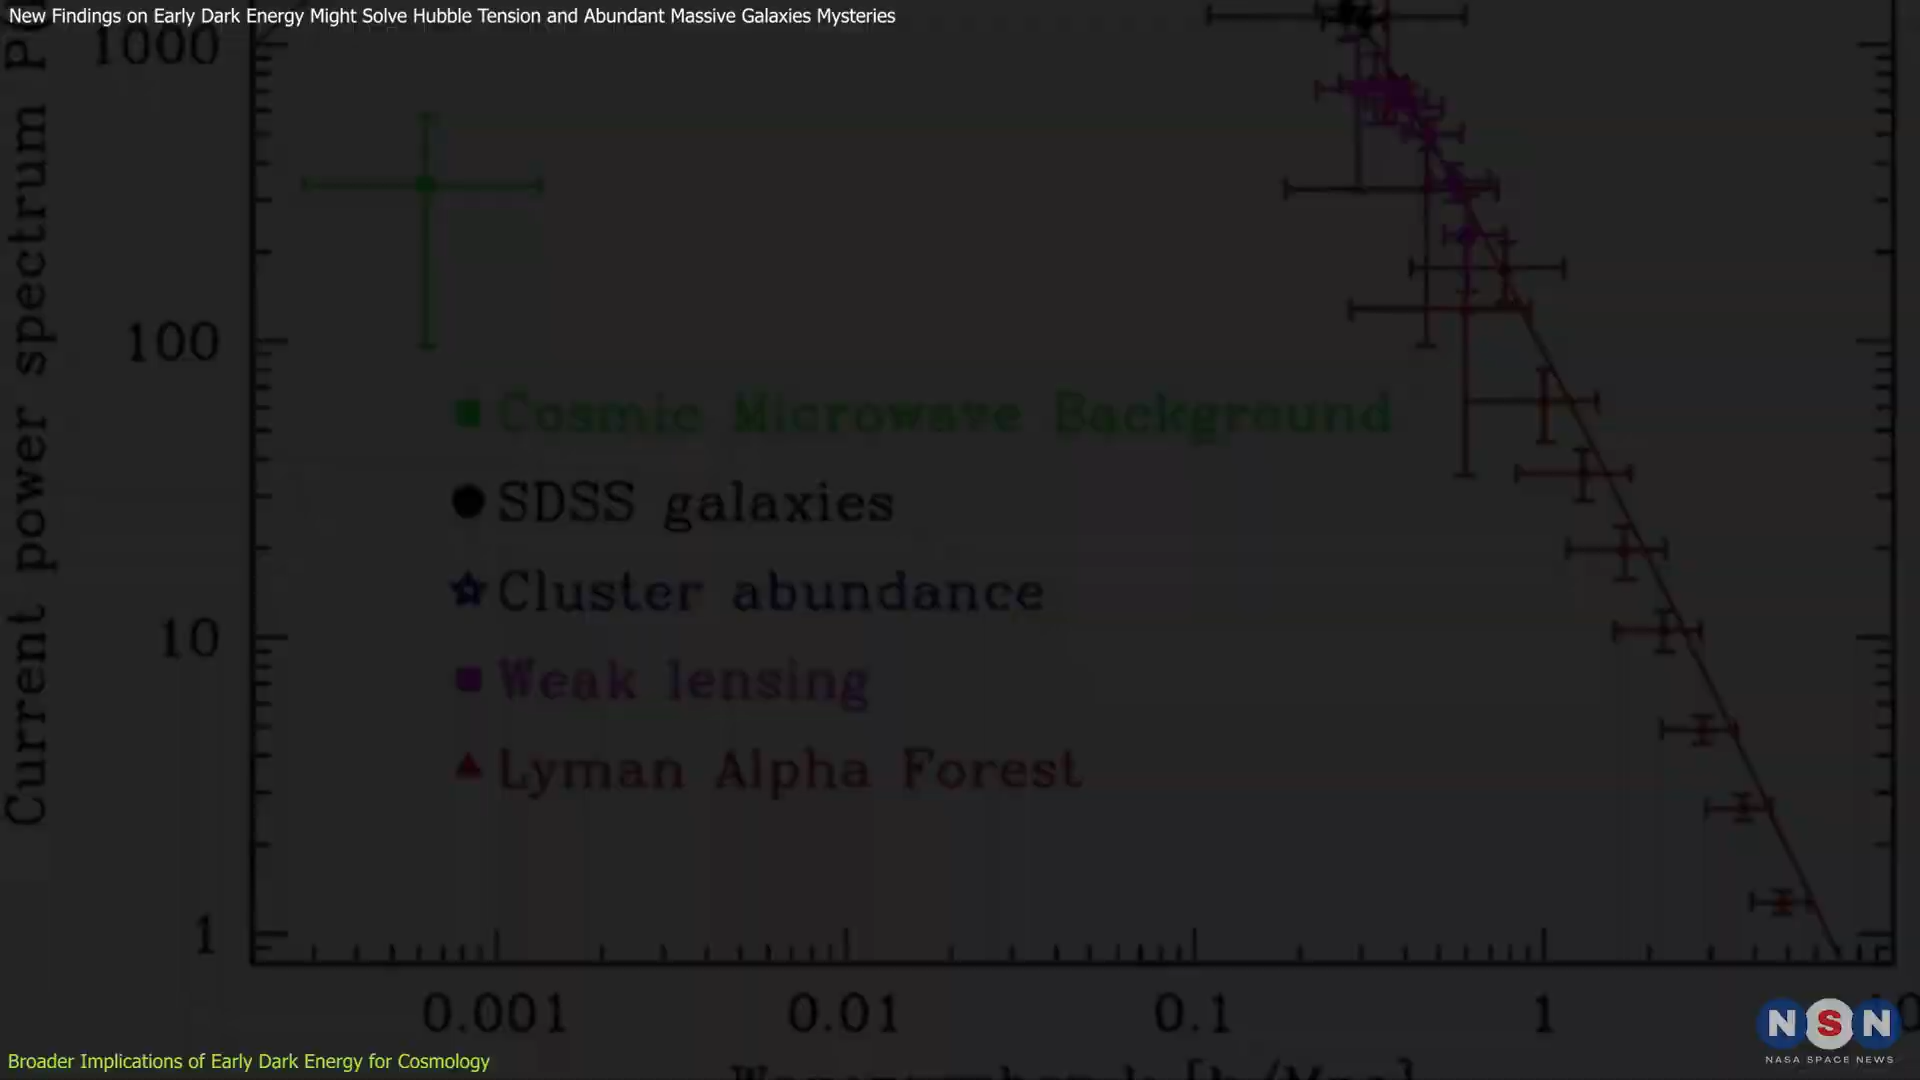 New Findings on Early Dark Energy Might Solve Hubble Tension and Abundant Massive Galaxies Mysteries
1000
Current power spectrum
100
Cosmic Microwave Background
SDSS galaxies
Cluster abundance
10
Weak lensing
Lyman Alpha Forest
1
0.001 0.01 0.1 1
NSN
NASA SPACE NEWS
Broader Implications of Early Dark Energy for Cosmology